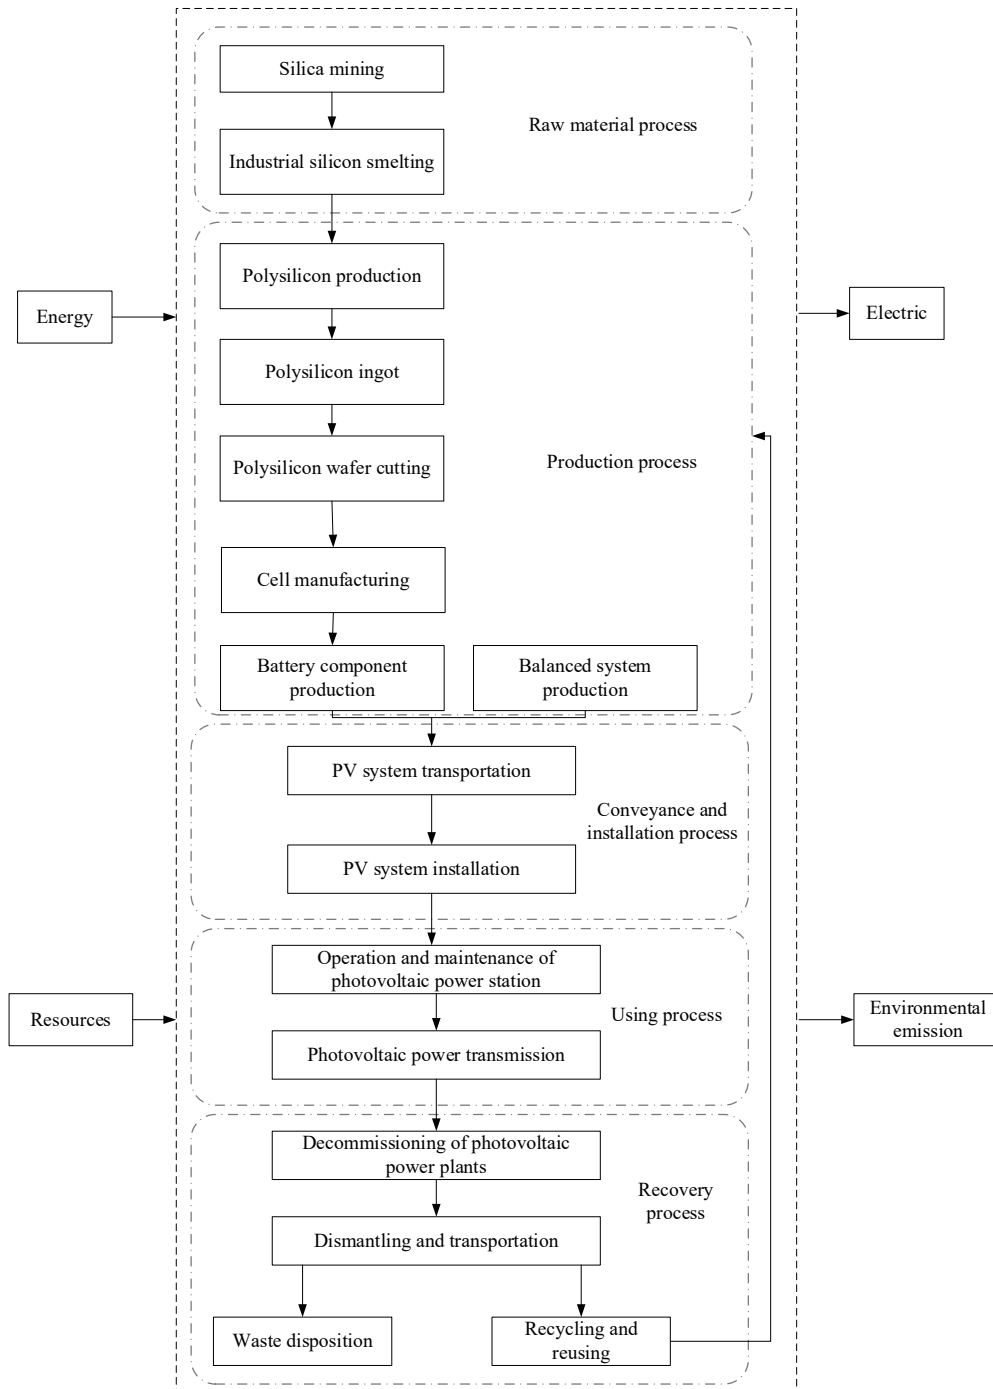 Silica mining
Raw material process
Industrial silicon smelting
Polysilicon production
Energy
Electric
Polysilicon ingot
Production process
Polysilicon wafer cutting
Cell manufacturing
Battery component
production
Balanced system
production
PV system transportation
Conveyance and
installation process
PV system installation
Operation and maintenance of
photovoltaic power station
Resources
Using process
Environmental
emission
Photovoltaic power transmission
Decommissioning of photovoltaic
power plants
Recovery
process
Dismantling and transportation
Waste disposition
Recycling and
reusing